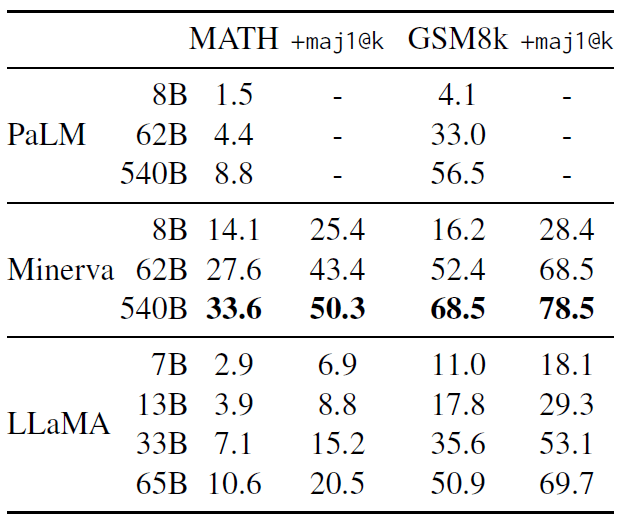 MATH +maj1@k GSM8k +maj1@k
8B 1.5 - 4.1 -
PaLM 62B 4.4 - 33.0 -
540B 8.8 - 56.5 -
8B 14.1 25.4 16.2 28.4
Minerva 62B 27.6 43.4 52.4 68.5
540B 33.6 50.3 68.5 78.5
7B 2.9 6.9 11.0 18.1
13B 3.9 8.8 17.8 29.3
LLaMA
33B 7.1 15.2 35.6 53.1
65B 10.6 20.5 50.9 69.7